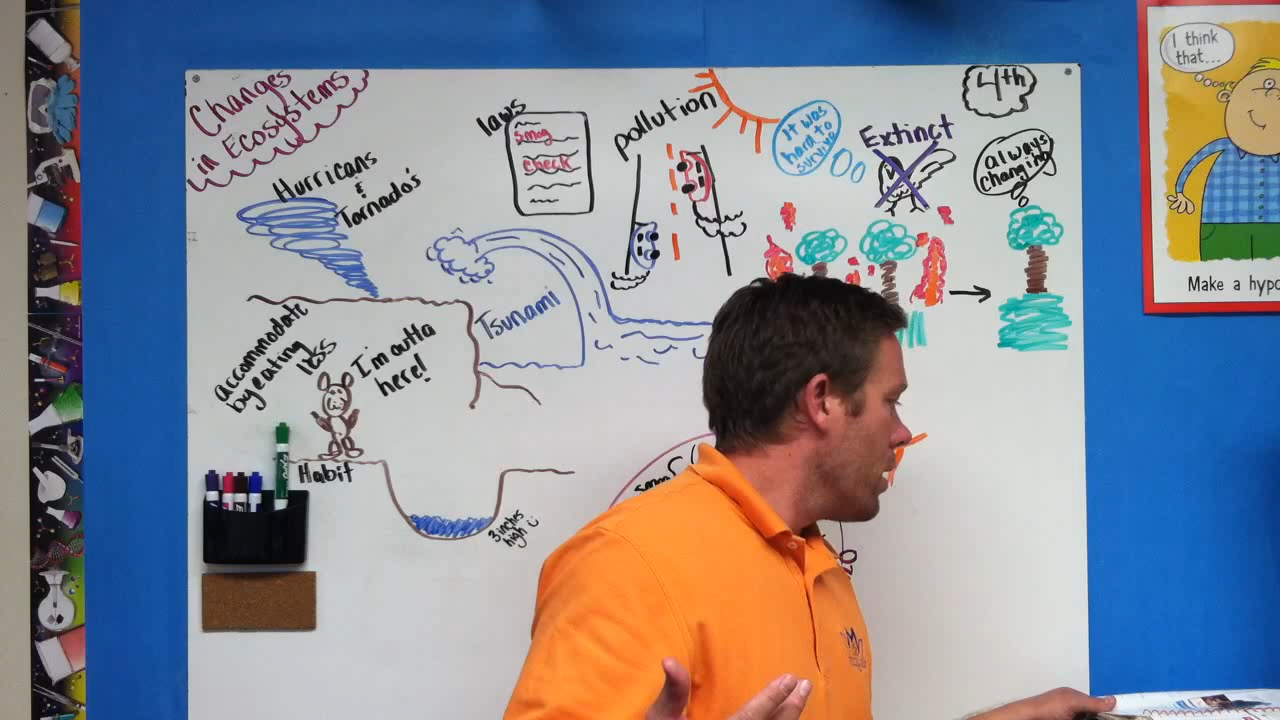 Changes
in Ecosystems
Hurricans
&
Tornado's
laws
smog
check
pollution
It was
hard to
survive
Extinct
4th
always
changing
I think
that...
Make a hypo
Tsunami
accommodate
by eating
less
I'm outta
here!
Habit
3 inches
high